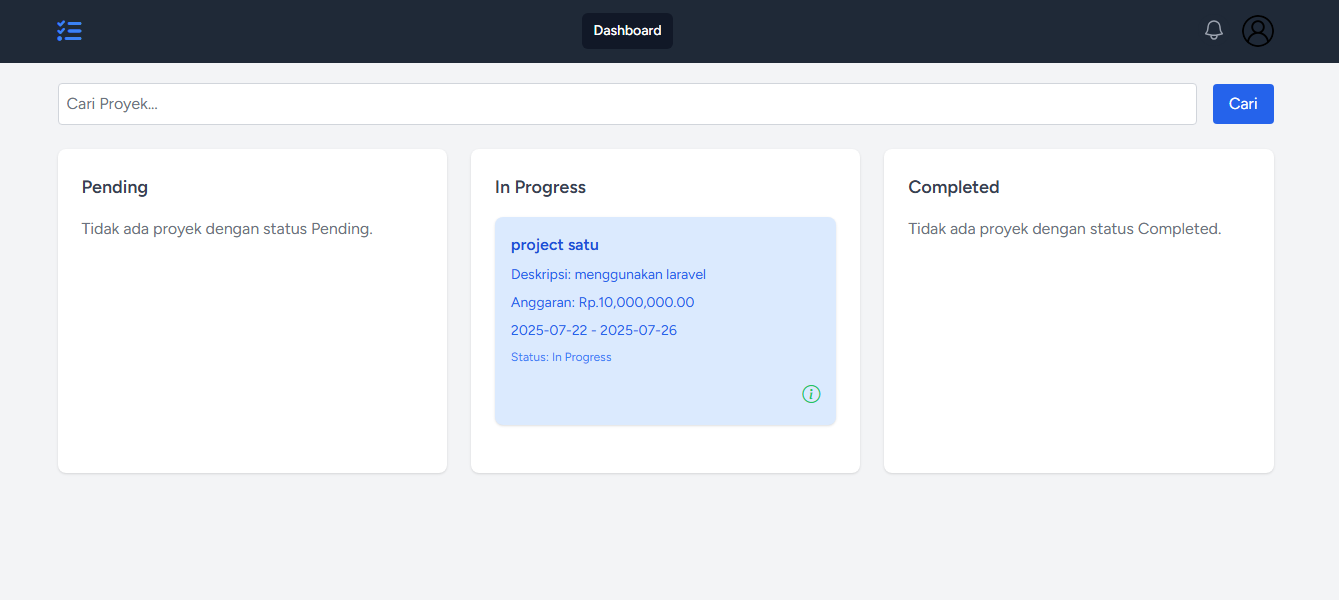 Dashboard
Cari Proyek...
Cari
Pending
Tidak ada proyek dengan status Pending.
In Progress
project satu
Deskripsi: menggunakan laravel
Anggaran: Rp.10,000,000.00
2025-07-22 - 2025-07-26
Status: In Progress
i
Completed
Tidak ada proyek dengan status Completed.